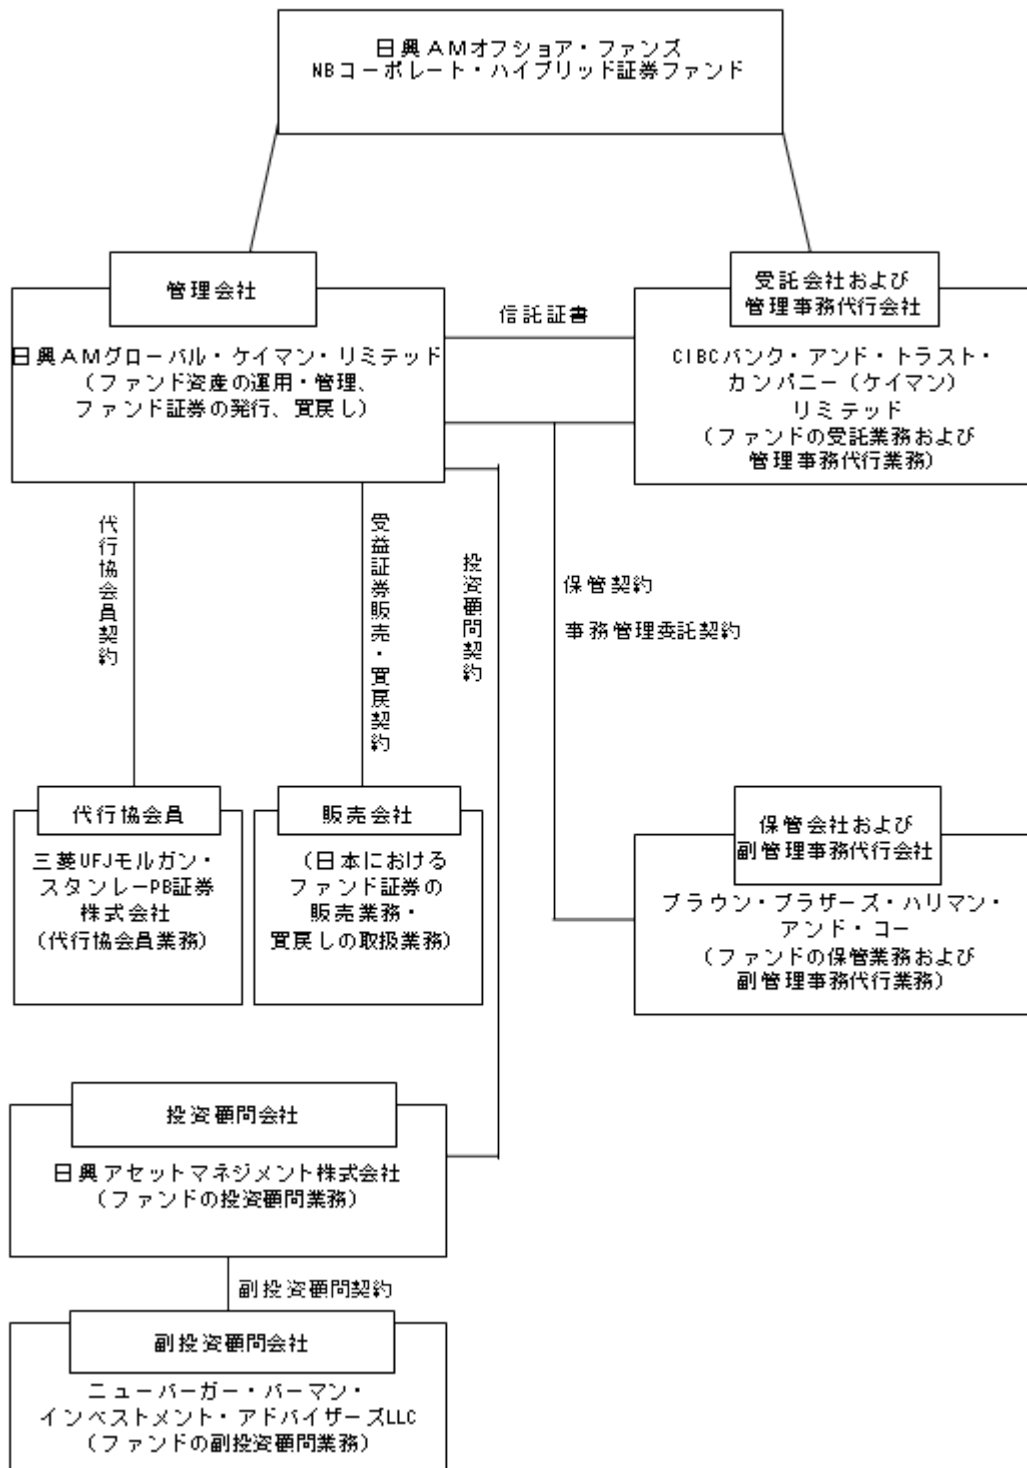 日興AMオフショア・ファンズ
NBコーポレート・ハイブリッド証券ファンド
管理会社
日興AMグローバル・ケイマン・リミテッド
（ファンド資産の運用・管理、
ファンド証券の発行、買戻し）
信託証書
受託会社および
管理事務代行会社
CIBCバンク・アンド・トラスト・
カンパニー（ケイマン）
リミテッド
（ファンドの受託業務および
管理事務代行業務）
代行協会員契約
受益証券販売・買戻契約
投資顧問契約
保管契約
事務管理委託契約
代行協会員
三菱UFJモルガン・
スタンレーPB証券
株式会社
（代行協会員業務）
販売会社
（日本における
ファンド証券の
販売業務・
買戻しの取扱業務）
保管会社および
副管理事務代行会社
ブラウン・ブラザーズ・ハリマン・
アンド・コー
（ファンドの保管業務および
副管理事務代行業務）
投資顧問会社
日興アセットマネジメント株式会社
（ファンドの投資顧問業務）
副投資顧問契約
副投資顧問会社
ニューバーガー・バーマン・
インベストメント・アドバイザーズLLC
（ファンドの副投資顧問業務）